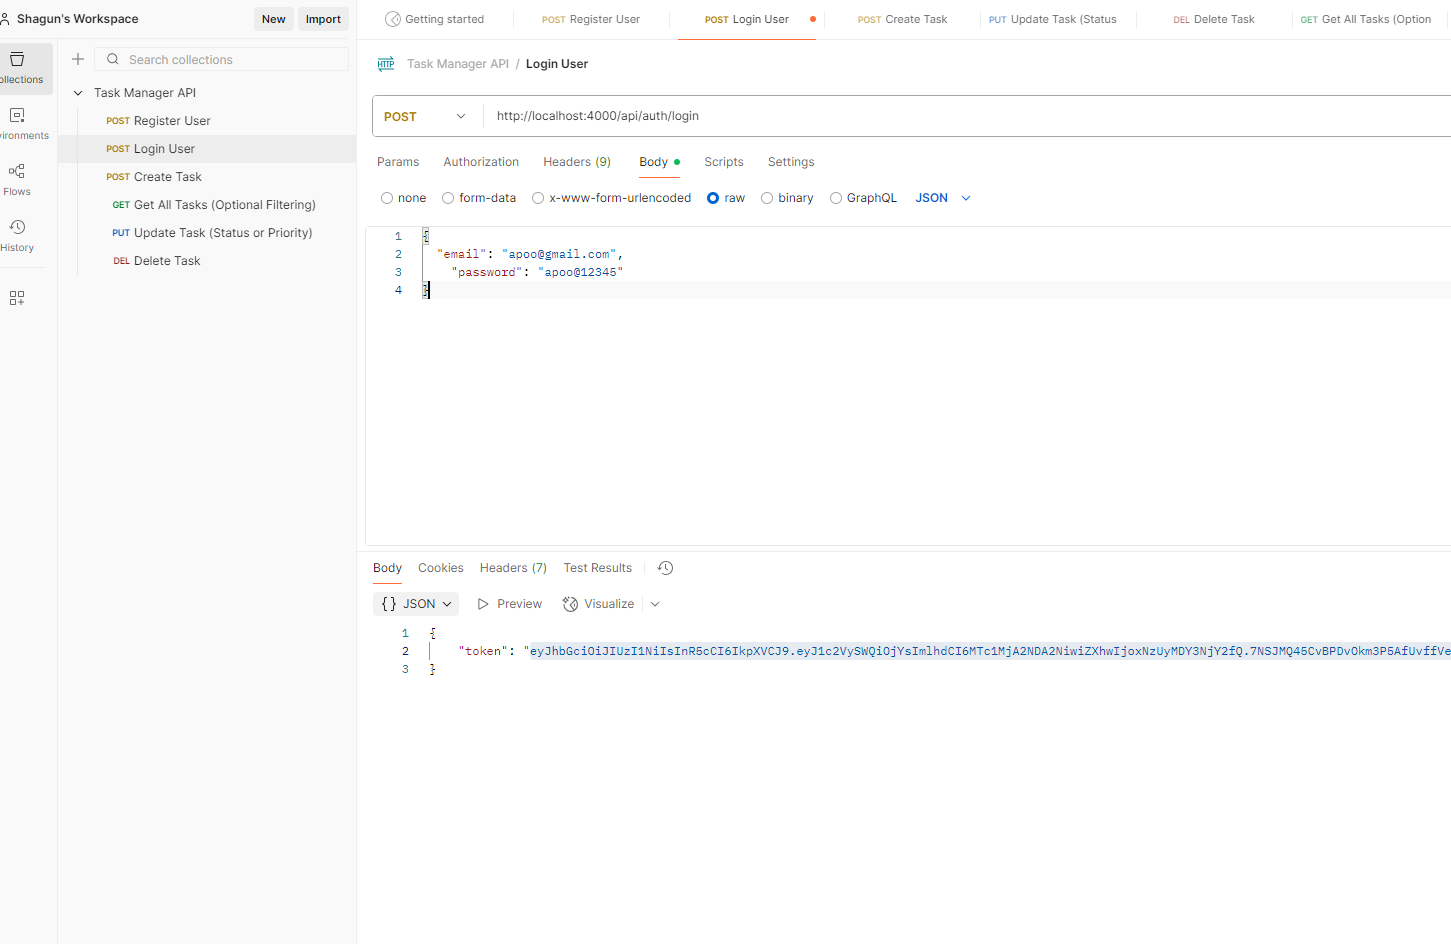 Shagun's Workspace New Import
ollections
vironments
Flows
History
Search collections
Task Manager API
POST Register User
POST Login User
POST Create Task
GET Get All Tasks (Optional Filtering)
PUT Update Task (Status or Priority)
DEL Delete Task
Getting started POST Register User POST Login User POST Create Task PUT Update Task (Status DEL Delete Task GET Get All Tasks (Option
HTTP Task Manager API / Login User
POST http://localhost:4000/api/auth/login
Params Authorization Headers (9) Body Scripts Settings
none form-data x-www-form-urlencoded raw binary GraphQL JSON
1 {
2 "email": "apoo@gmail.com",
3 "password": "apoo@12345"
4 }
Body Cookies Headers (7) Test Results
{} JSON Preview Visualize
1 {
2 "token": "eyJhbGciOiJIUzI1NiIsInR5cCI6IkpXVCJ9.eyJ1c2VySWQiOjYsImlhdCI6MTc1MjA2NDA2NiwiZXhwIjoxNzUyMDY3NjY2fQ.7NSJMQ45CvBPDvOkm3P5AfUvffVe
3 }